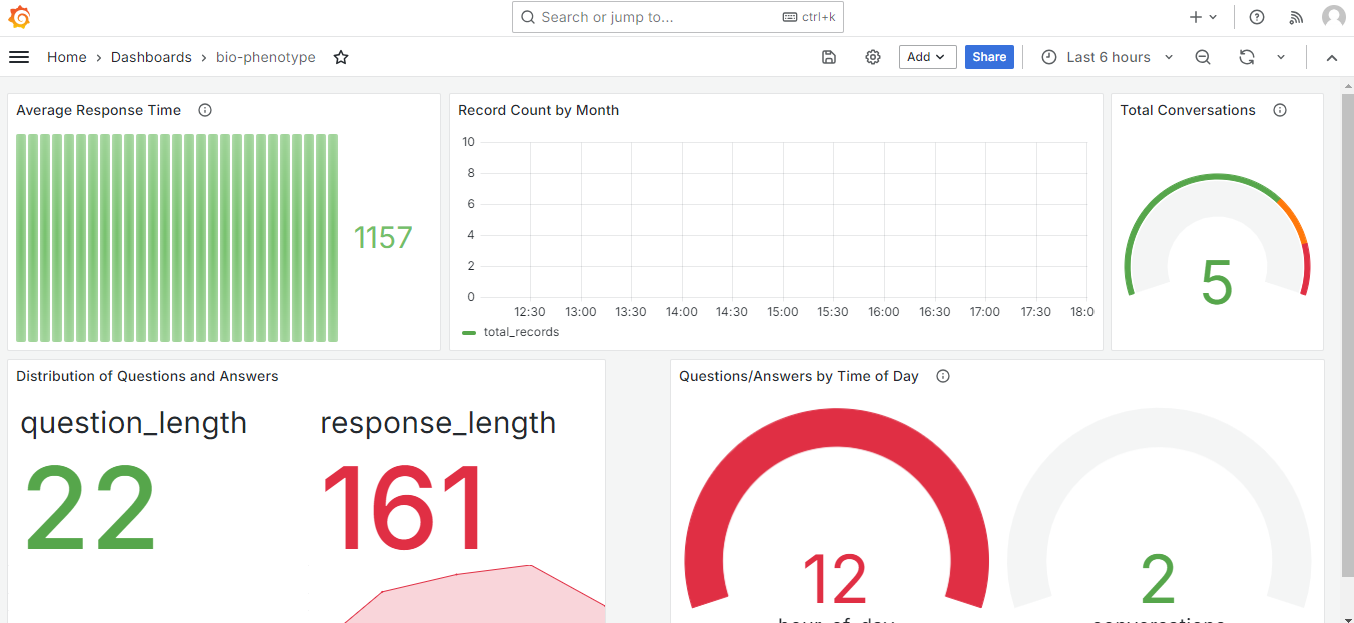 Search or jump to... ctrl+k
Home › Dashboards › bio-phenotype
Add
Share
Last 6 hours
Average Response Time
1157
Record Count by Month
10
8
6
4
2
0
12:30 13:00 13:30 14:00 14:30 15:00 15:30 16:00 16:30 17:00 17:30 18:0
total_records
Total Conversations
5
Distribution of Questions and Answers
question_length response_length
22 161
Questions/Answers by Time of Day
12 2
hour_of_day conversations